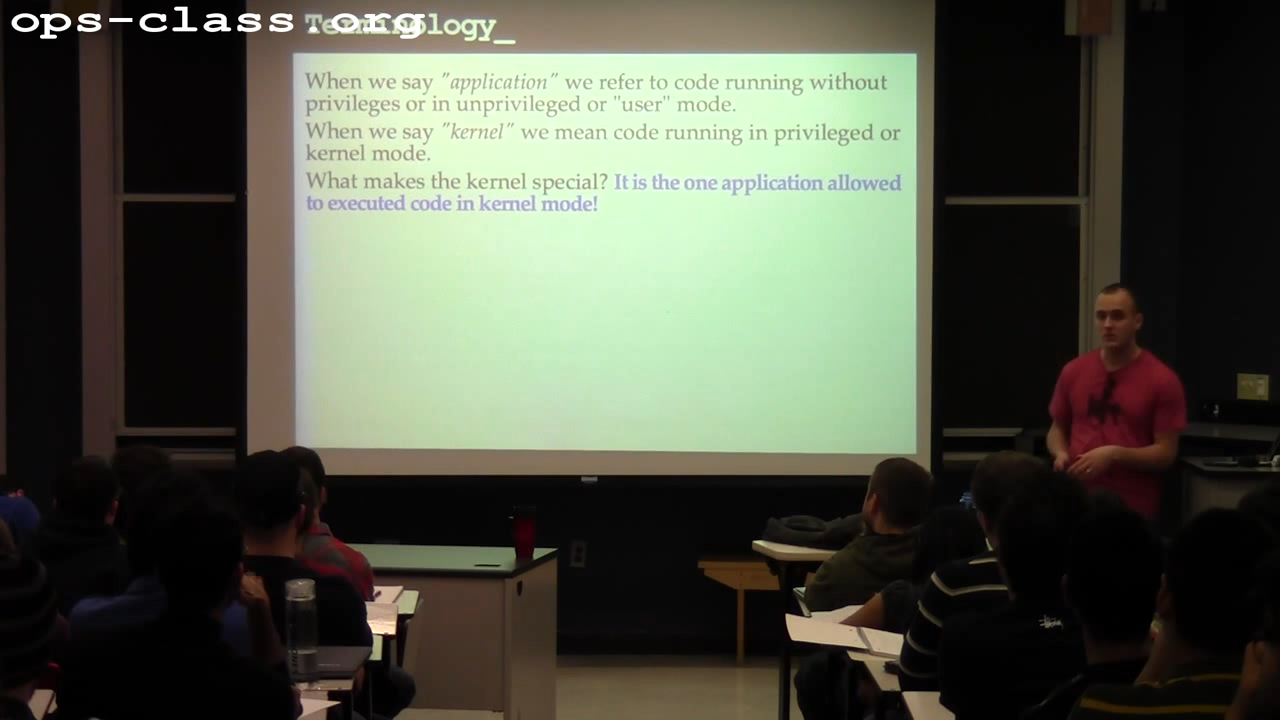 ops-class.org
Terminology_
When we say "application" we refer to code running without
privileges or in unprivileged or "user" mode.
When we say "kernel" we mean code running in privileged or
kernel mode.
What makes the kernel special? It is the one application allowed
to executed code in kernel mode!